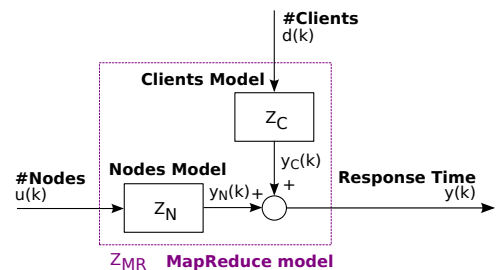 #Clients
d(k)
Clients Model
Z_C
y_C(k)
#Nodes
u(k)
Nodes Model
Z_N
y_N(k)
+
+
Response Time
y(k)
Z_MR MapReduce model